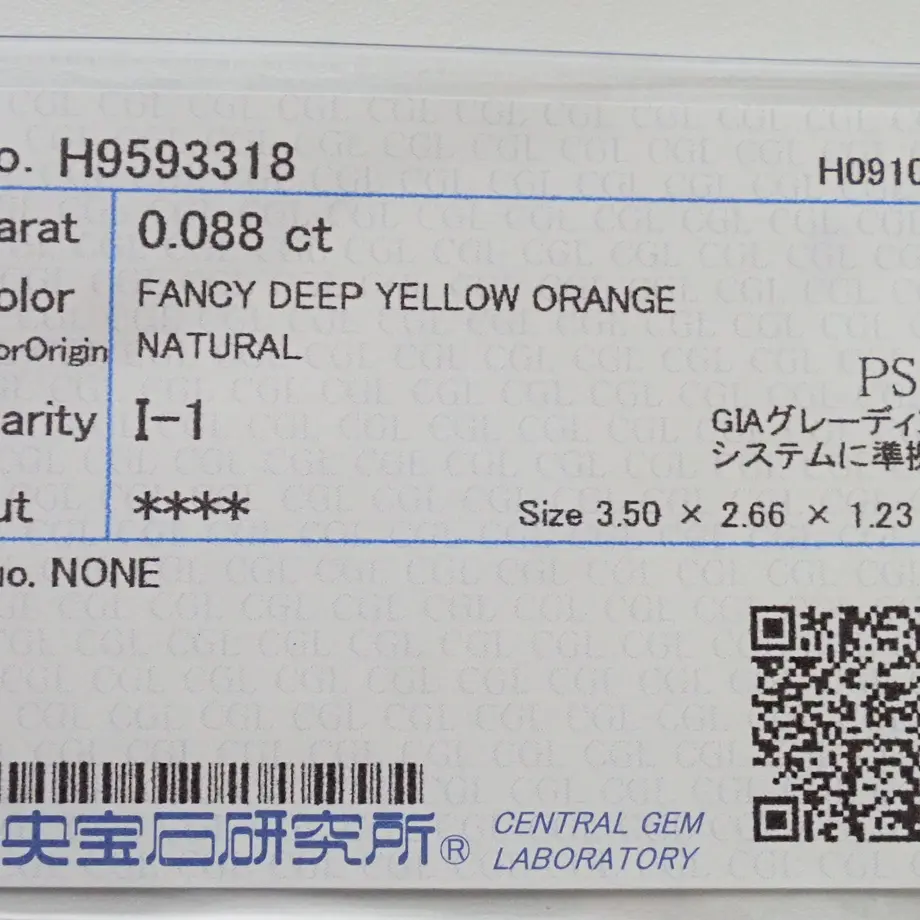 o. H9593318 H0910
arat 0.088 ct
olor FANCY DEEP YELLOW ORANGE
orOrigin NATURAL
PS
arity I-1 GIAグレーディ
システムに準拠
ut **** Size 3.50 × 2.66 × 1.23
uo. NONE
央宝石研究所® CENTRAL GEM
LABORATORY